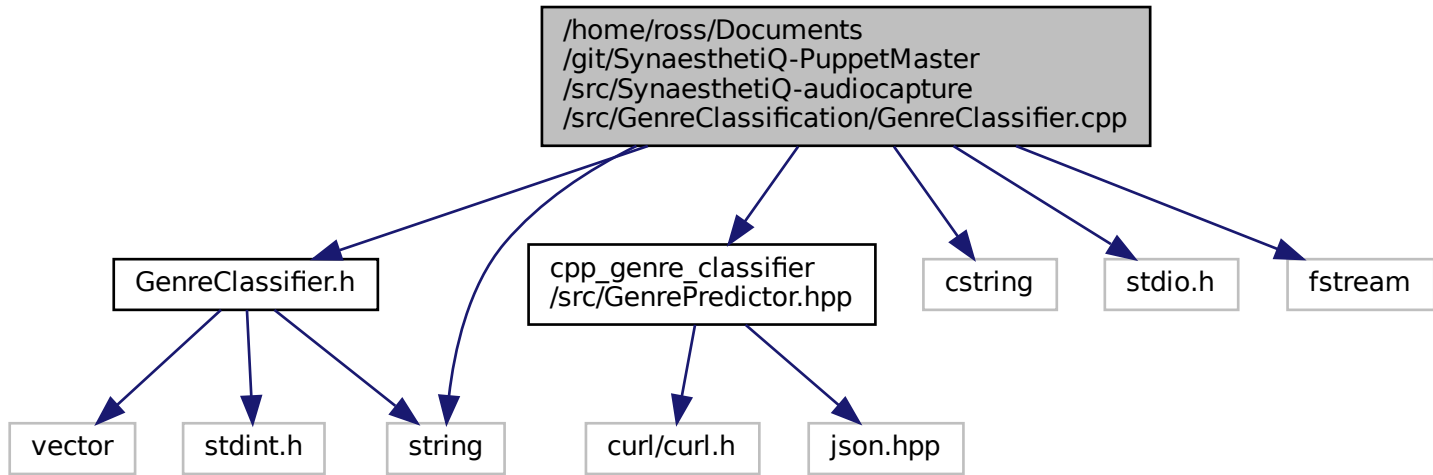 /home/ross/Documents
/git/SynaesthetiQ-PuppetMaster
/src/SynaesthetiQ-audiocapture
/src/GenreClassification/GenreClassifier.cpp
GenreClassifier.h
cpp_genre_classifier
/src/GenrePredictor.hpp
cstring
stdio.h
fstream
vector
stdint.h
string
curl/curl.h
json.hpp